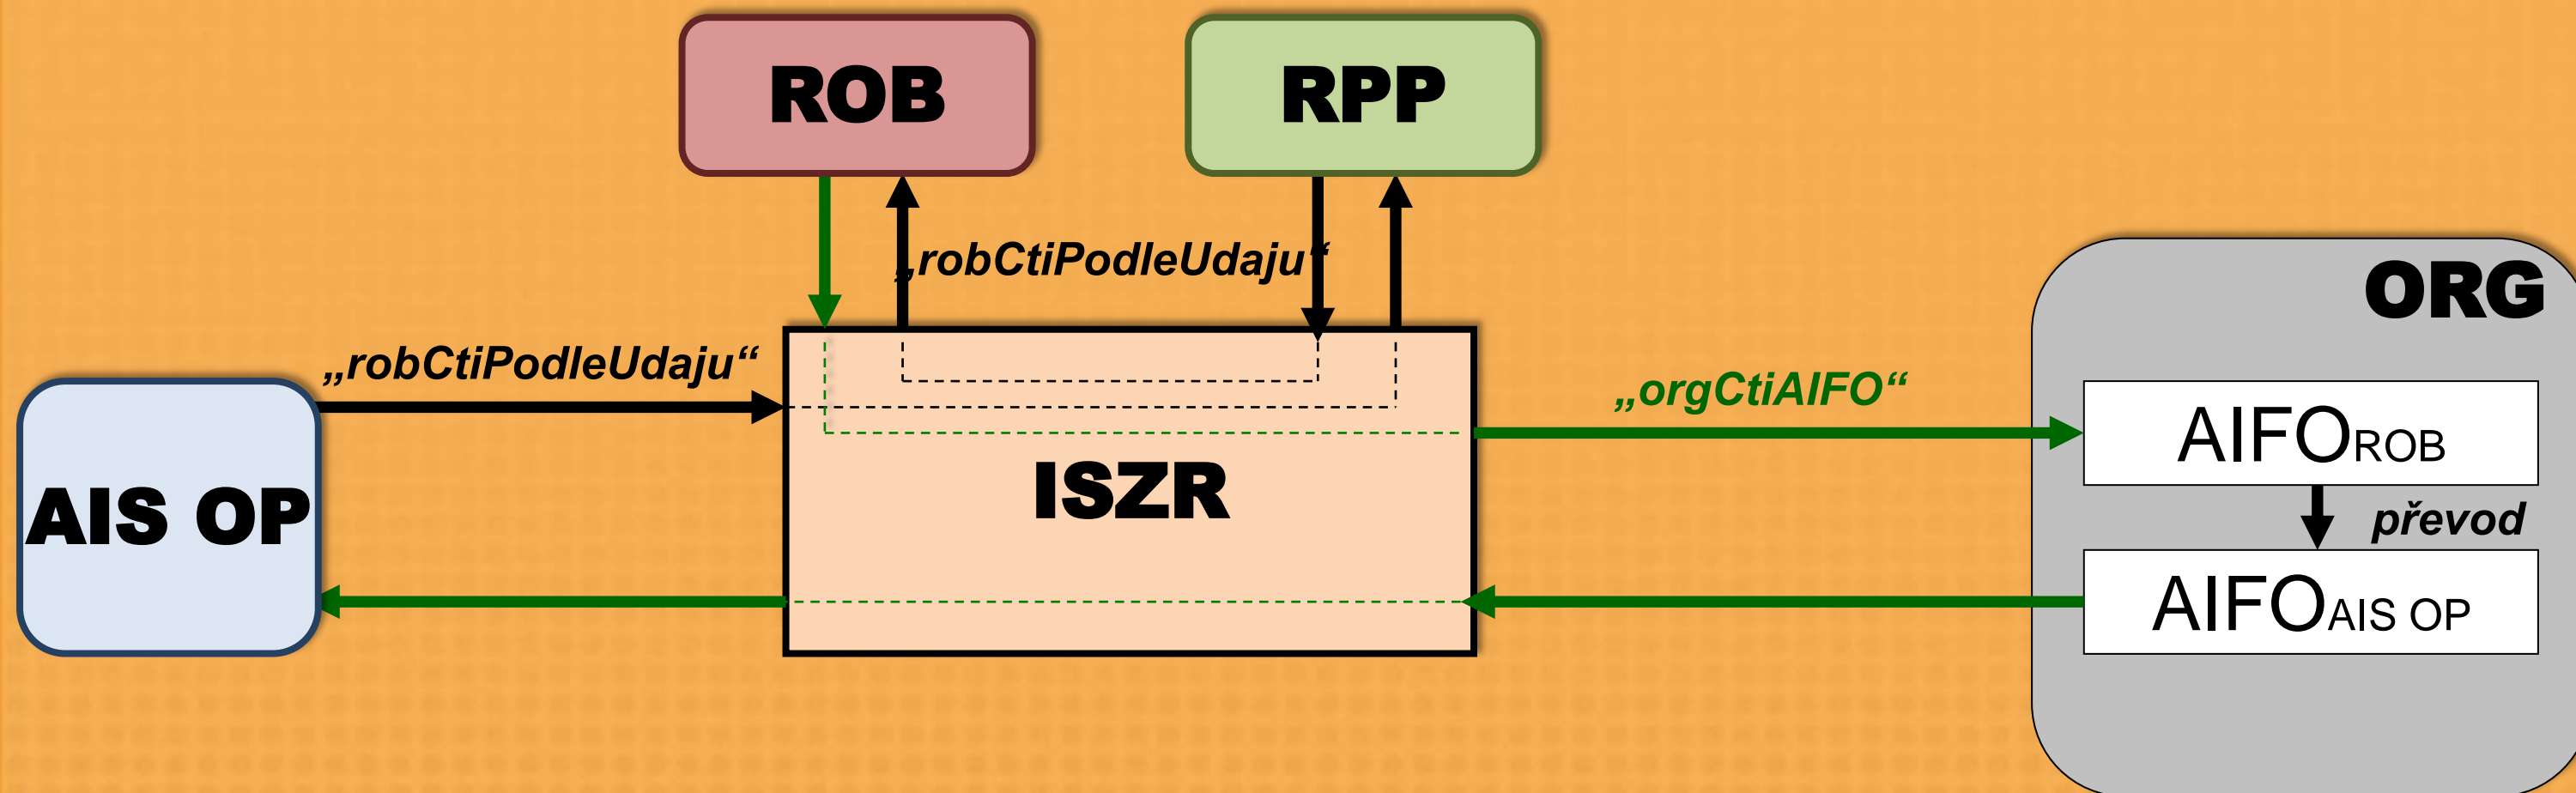 ROB
RPP
„robCtiPodleUdaju“
ORG
„robCtiPodleUdaju“
„orgCtiAIFO“
AIFOROB
ISZR
AIS OP
převod
AIFOAIS OP